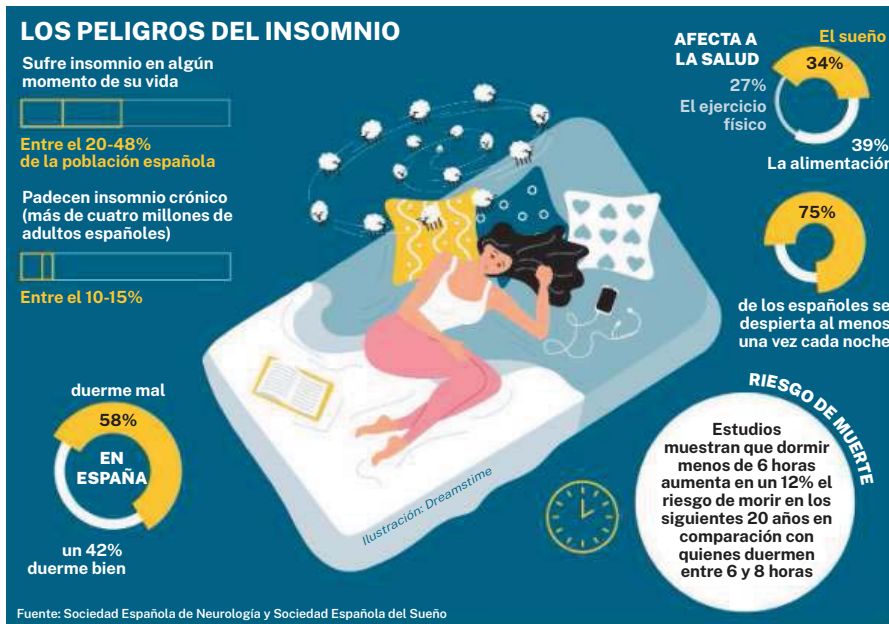 LOS PELIGROS DEL INSOMNIO
Sufre insomnio en algún
momento de su vida
Entre el 20-48%
de la población española
Padecen insomnio crónico
(más de cuatro millones de
adultos españoles)
Entre el 10-15%
duerme mal
58%
EN
ESPAÑA
un 42%
duerme bien
Ilustración: Dreamstime
AFECTA A
LA SALUD
El sueño
34%
27%
El ejercicio
físico
39%
La alimentación
75%
de los españoles se
despierta al menos
una vez cada noche
RIESGO DE MUERTE
Estudios
muestran que dormir
menos de 6 horas
aumenta en un 12% el
riesgo de morir en los
siguientes 20 años en
comparación con
quienes duermen
entre 6 y 8 horas
Fuente: Sociedad Española de Neurología y Sociedad Española del Sueño